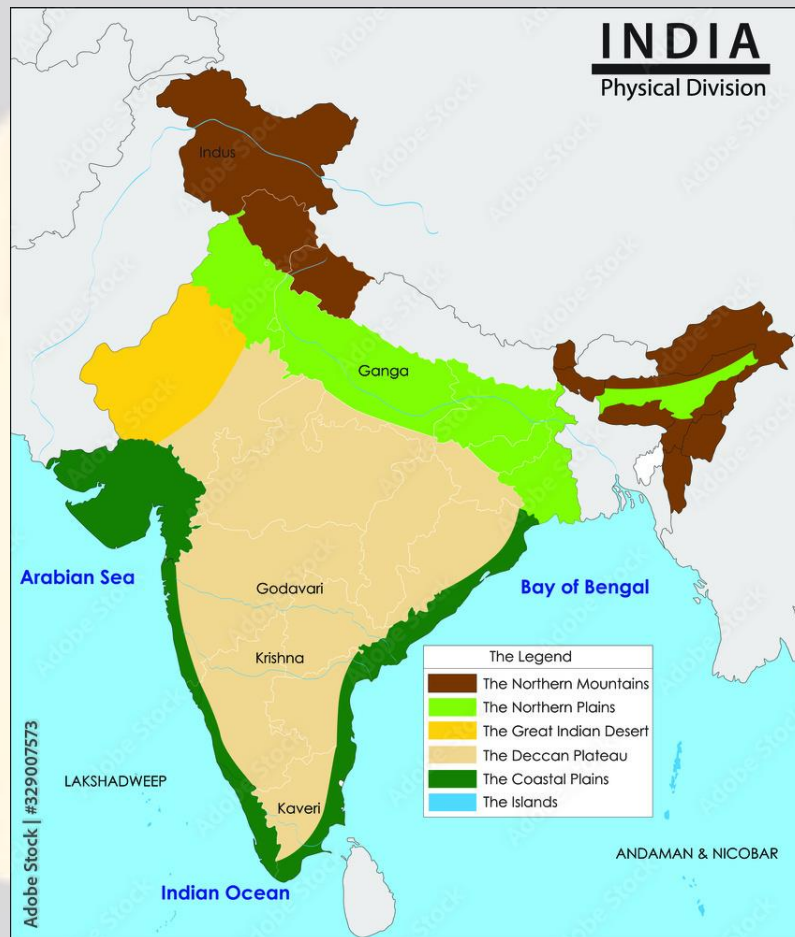 INDIA
Physical Division
Indus
Ganga
Arabian Sea
Bay of Bengal
Godavari
Krishna
The Legend
The Northern Mountains
The Northern Plains
The Great Indian Desert
The Deccan Plateau
The Coastal Plains
The Islands
LAKSHADWEEP
Kaveri
ANDAMAN & NICOBAR
Indian Ocean
Adobe Stock | #329007573
Adobe Stock